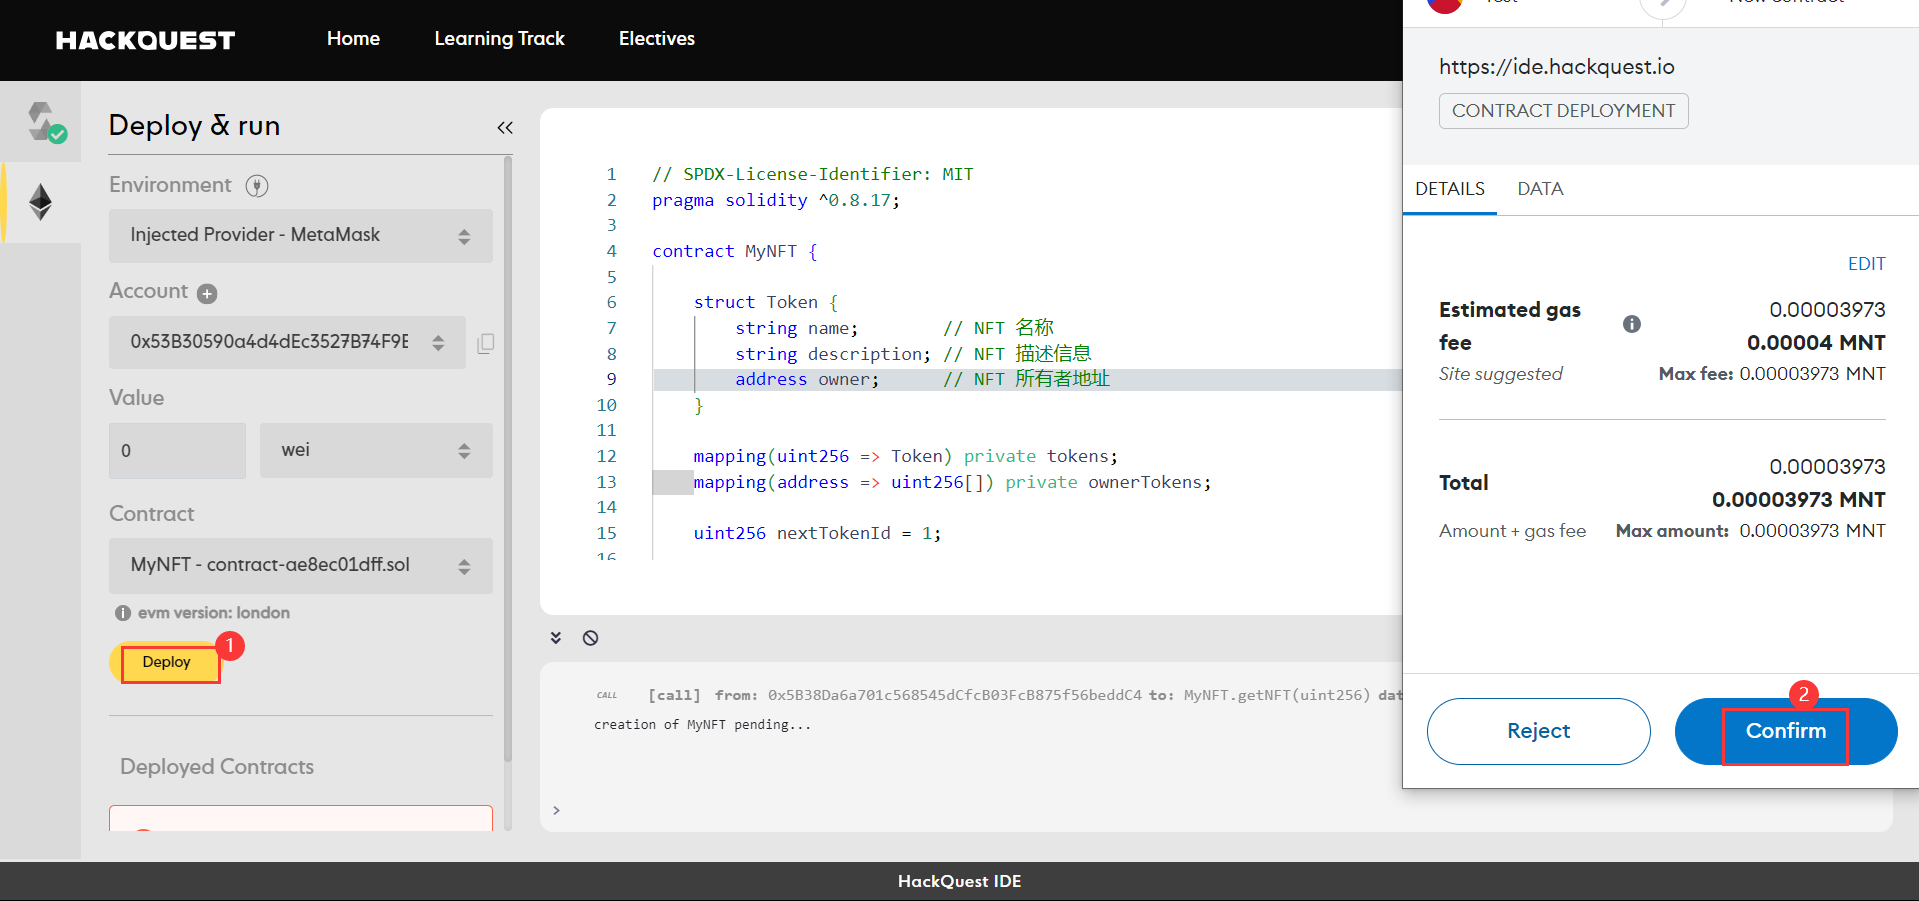 HACKQUEST
Home
Learning Track
Electives
Deploy & run
Environment
Injected Provider - MetaMask
Account
0x53B30590a4d4dEc3527B74F9E
Value
0
wei
Contract
MyNFT - contract-ae8ec01dff.sol
evm version: london
Deploy
1
Deployed Contracts
1 // SPDX-License-Identifier: MIT
2 pragma solidity ^0.8.17;
3
4 contract MyNFT {
5
6 struct Token {
7 string name; // NFT 名称
8 string description; // NFT 描述信息
9 address owner; // NFT 所有者地址
10 }
11
12 mapping(uint256 => Token) private tokens;
13 mapping(address => uint256[]) private ownerTokens;
14
15 uint256 nextTokenId = 1;
16
CALL [call] from: 0x5B38Da6a701c568545dCfcB03FcB875f56beddC4 to: MyNFT.getNFT(uint256) dat
creation of MyNFT pending...
>
https://ide.hackquest.io
CONTRACT DEPLOYMENT
DETAILS
DATA
EDIT
Estimated gas fee
0.00003973
0.00004 MNT
Site suggested
Max fee: 0.00003973 MNT
Total
0.00003973
0.00003973 MNT
Amount + gas fee
Max amount: 0.00003973 MNT
Reject
Confirm
2
HackQuest IDE